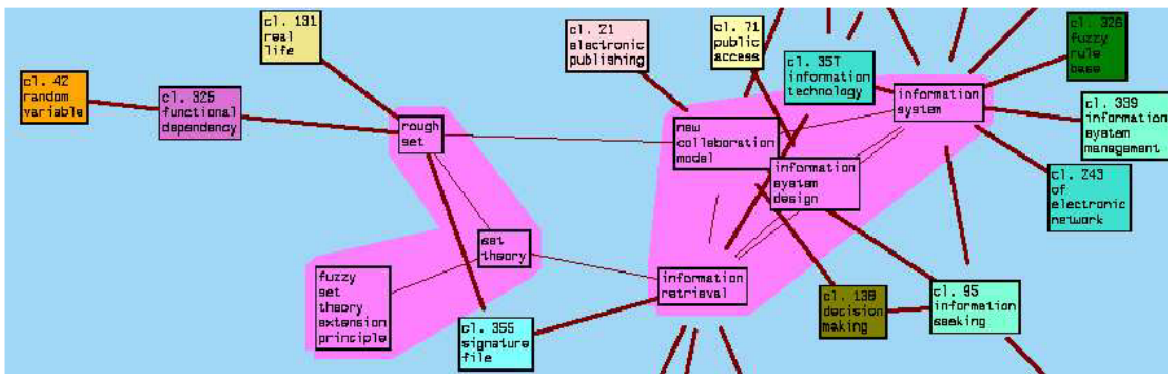 cl. 191
real
life
cl. 21
electronic
publishing
cl. 71
public
access
cl. 326
fuzzy
rule
base
cl. 357
information
technology
cl. 42
random
variable
cl. 325
functional
dependency
information
system
cl. 339
information
system
management
rough
set
new
collaboration
model
information
system
design
cl. 243
of
electronic
network
set
theory
fuzzy
set
theory
extension
principle
information
retrieval
cl. 139
decision
making
cl. 95
information
seeking
cl. 355
signature
file